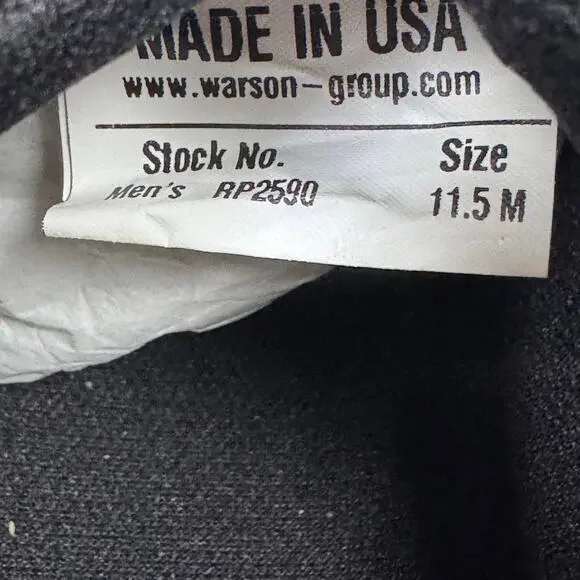 MADE IN USA
www.warson-group.com
Stock No. Size
Men's RP2590 11.5 M